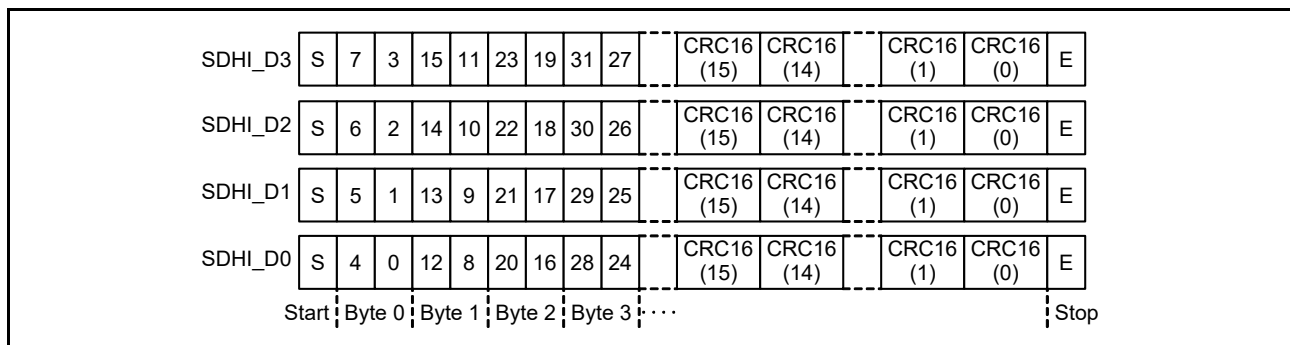 SDHI_D3 S 7 3 15 11 23 19 31 27 CRC16 (15) CRC16 (14) CRC16 (1) CRC16 (0) E
SDHI_D2 S 6 2 14 10 22 18 30 26 CRC16 (15) CRC16 (14) CRC16 (1) CRC16 (0) E
SDHI_D1 S 5 1 13 9 21 17 29 25 CRC16 (15) CRC16 (14) CRC16 (1) CRC16 (0) E
SDHI_D0 S 4 0 12 8 20 16 28 24 CRC16 (15) CRC16 (14) CRC16 (1) CRC16 (0) E
Start Byte 0 Byte 1 Byte 2 Byte 3 ···· Stop